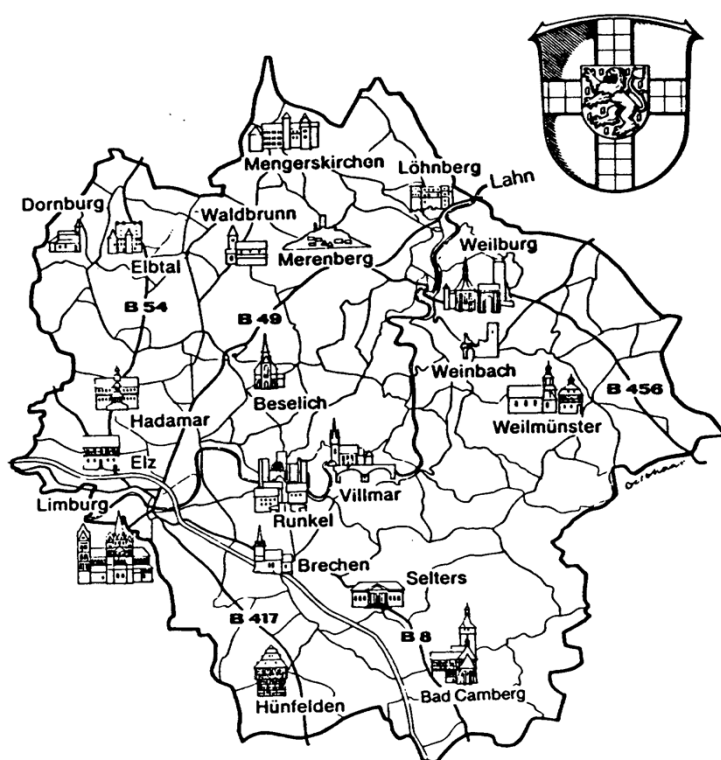 Mengerskirchen
Löhnberg
Lahn
Dornburg
Waldbrunn
Weilburg
Elbtal
Merenberg
B 54
B 49
Weinbach
B 456
Beselich
Hadamar
Weilmünster
Elz
Villmar
Limburg
Runkel
Brechen
Selters
B 417
B 8
Bad Camberg
Hünfelden